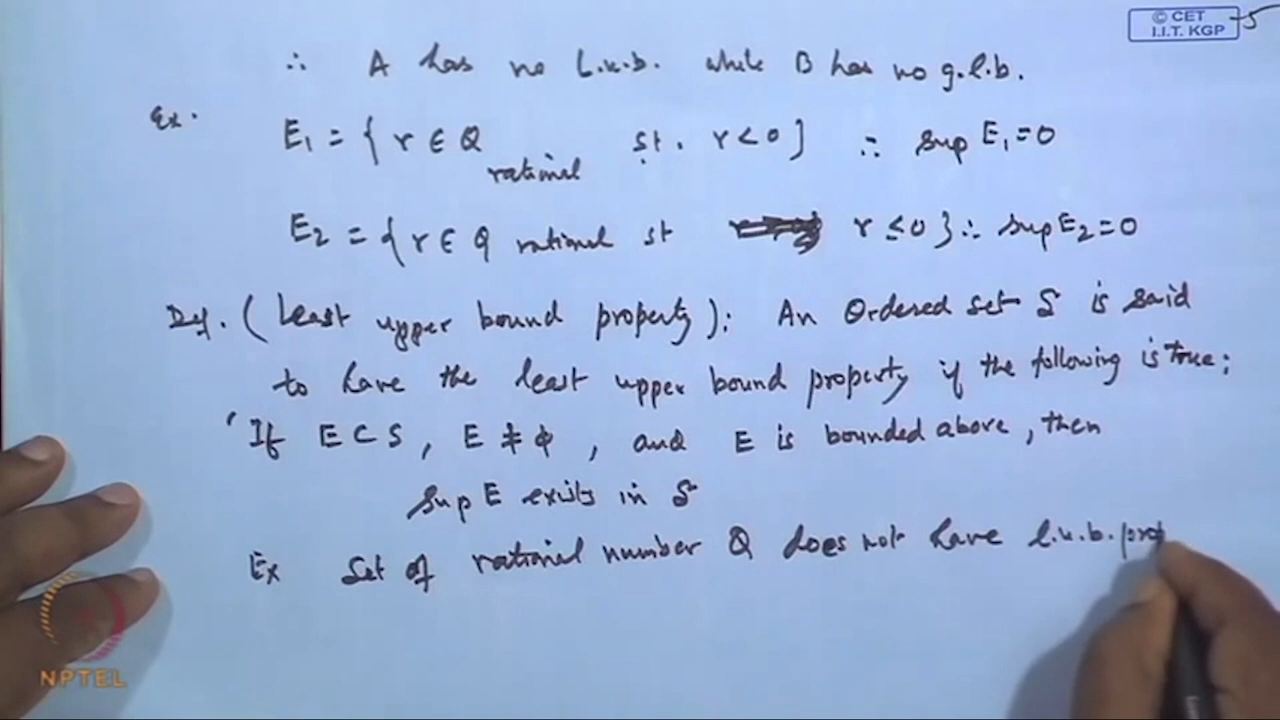 © CET
I.I.T. KGP
5
∴ A has no L.u.b. while B has no g.l.b.
Ex. E₁ = { r ∈ Q rational st. r < 0 } ∴ sup E₁ = 0
E₂ = { r ∈ Q rational st r ≤ 0 } ∴ sup E₂ = 0
Def. (Least upper bound property): An Ordered set S is said
to have the least upper bound property if the following is true:
'If E ⊂ S, E ≠ φ, and E is bounded above, then
sup E exists in S
Ex Set of rational number Q does not have l.u.b. prop
NPTEL